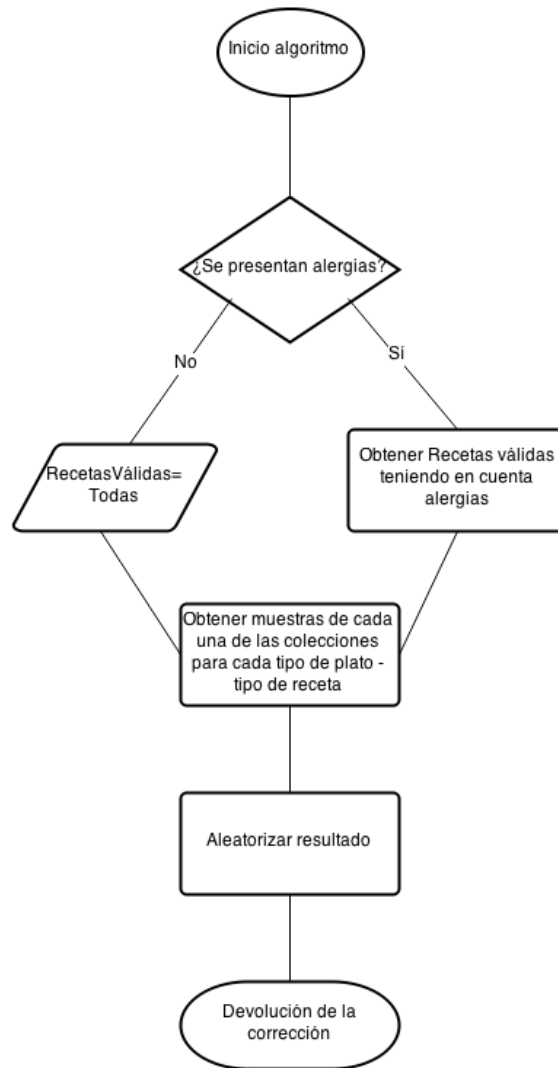 Inicio algoritmo
¿Se presentan alergias?
No
Sí
RecetasVálidas=
Todas
Obtener Recetas válidas
teniendo en cuenta
alergias
Obtener muestras de cada
una de las colecciones
para cada tipo de plato -
tipo de receta
Aleatorizar resultado
Devolución de la
corrección